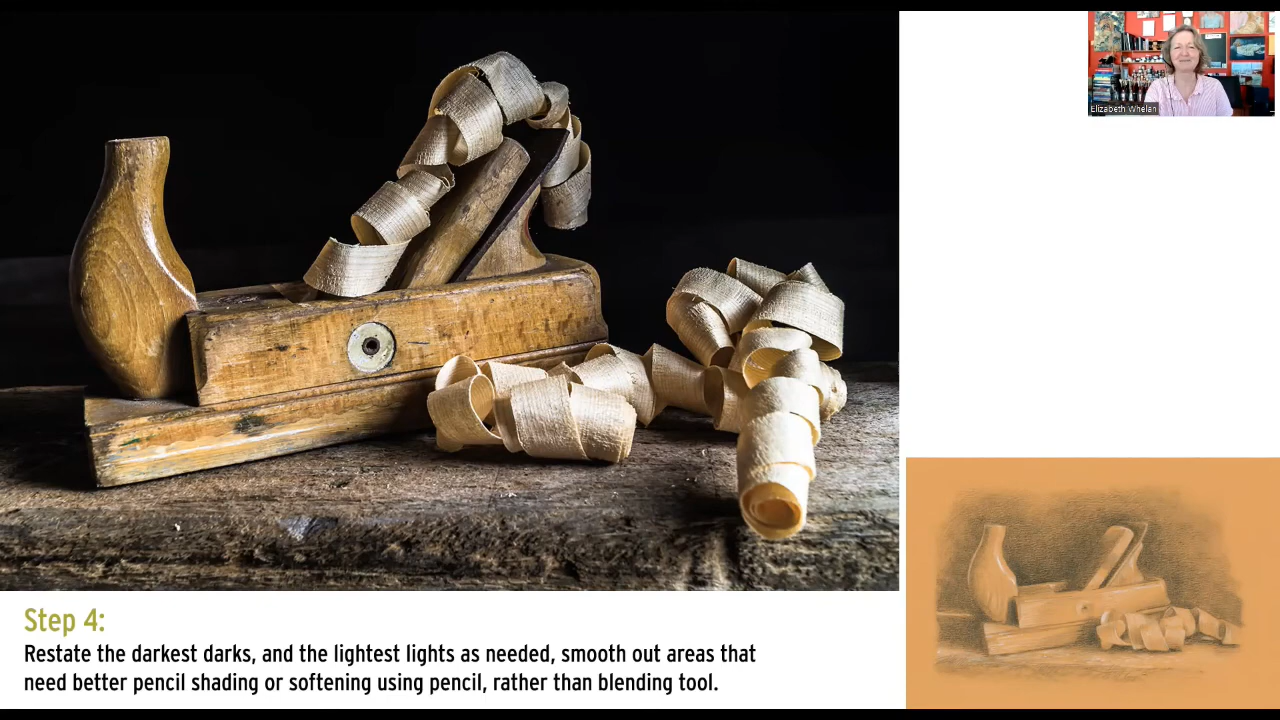 Elizabeth Whelan
Step 4:
Restate the darkest darks, and the lightest lights as needed, smooth out areas that
need better pencil shading or softening using pencil, rather than blending tool.